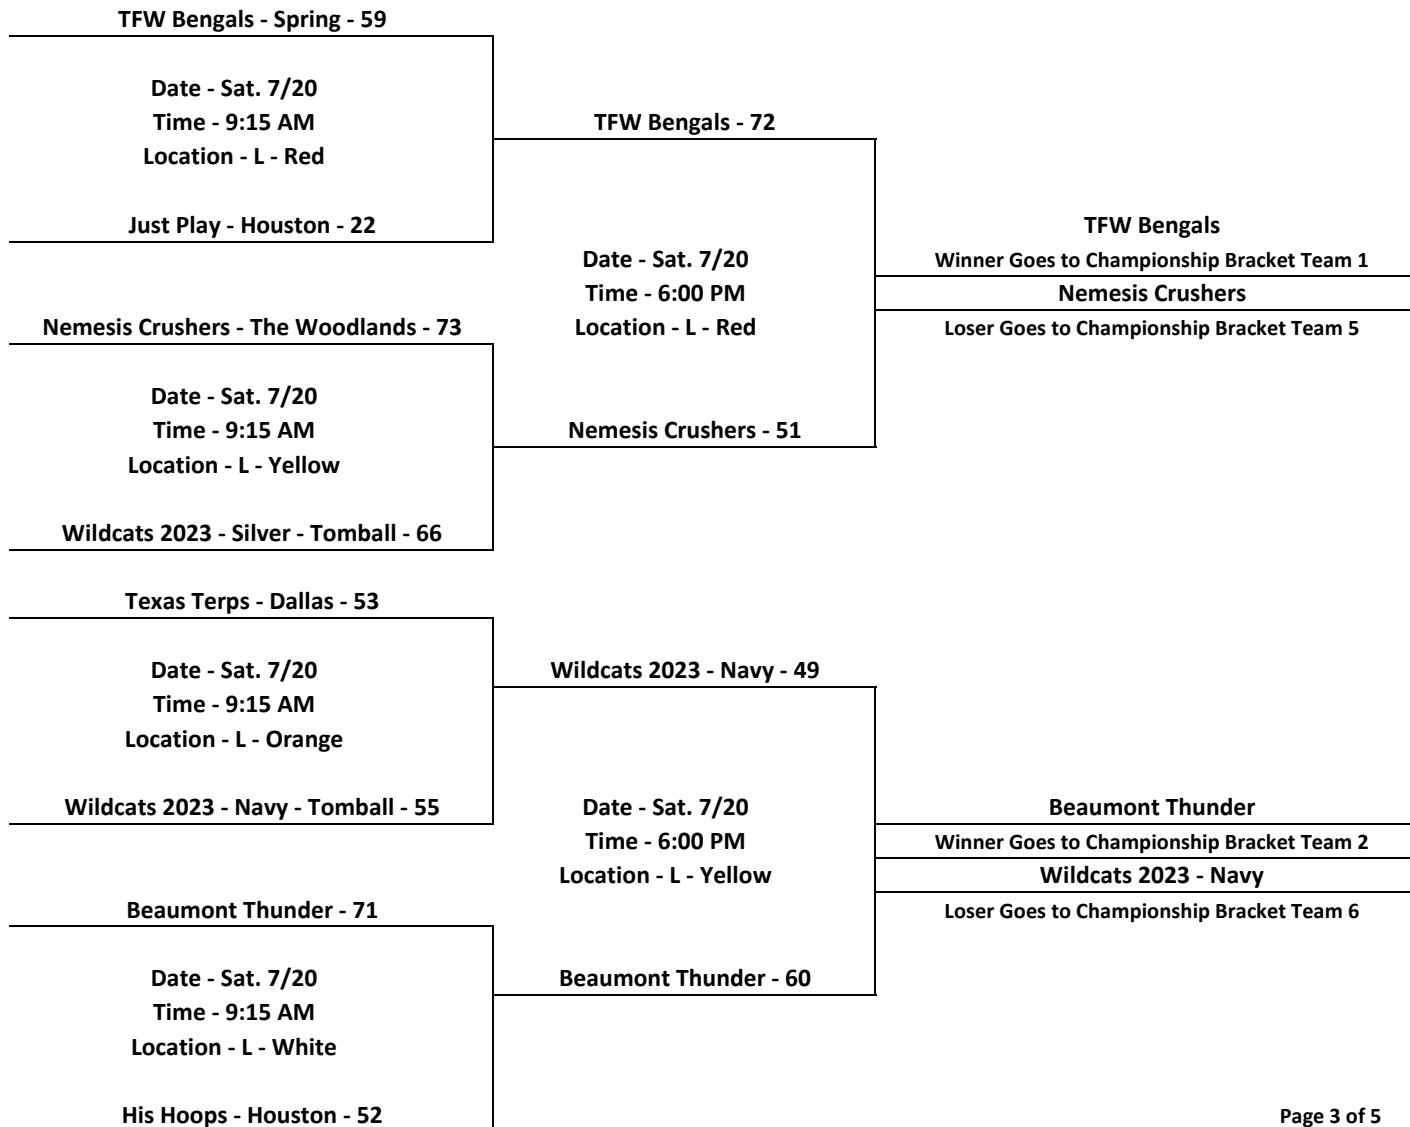 TFW Bengals - Spring - 59
Date - Sat. 7/20
Time - 9:15 AM
Location - L - Red
Just Play - Houston - 22
Nemesis Crushers - The Woodlands - 73
Date - Sat. 7/20
Time - 9:15 AM
Location - L - Yellow
Wildcats 2023 - Silver - Tomball - 66
Texas Terps - Dallas - 53
Date - Sat. 7/20
Time - 9:15 AM
Location - L - Orange
Wildcats 2023 - Navy - Tomball - 55
Beaumont Thunder - 71
Date - Sat. 7/20
Time - 9:15 AM
Location - L - White
His Hoops - Houston - 52
TFW Bengals - 72
Date - Sat. 7/20
Time - 6:00 PM
Location - L - Red
Nemesis Crushers - 51
Wildcats 2023 - Navy - 49
Date - Sat. 7/20
Time - 6:00 PM
Location - L - Yellow
Beaumont Thunder - 60
TFW Bengals
Winner Goes to Championship Bracket Team 1
Nemesis Crushers
Loser Goes to Championship Bracket Team 5
Beaumont Thunder
Winner Goes to Championship Bracket Team 2
Wildcats 2023 - Navy
Loser Goes to Championship Bracket Team 6
Page 3 of 5